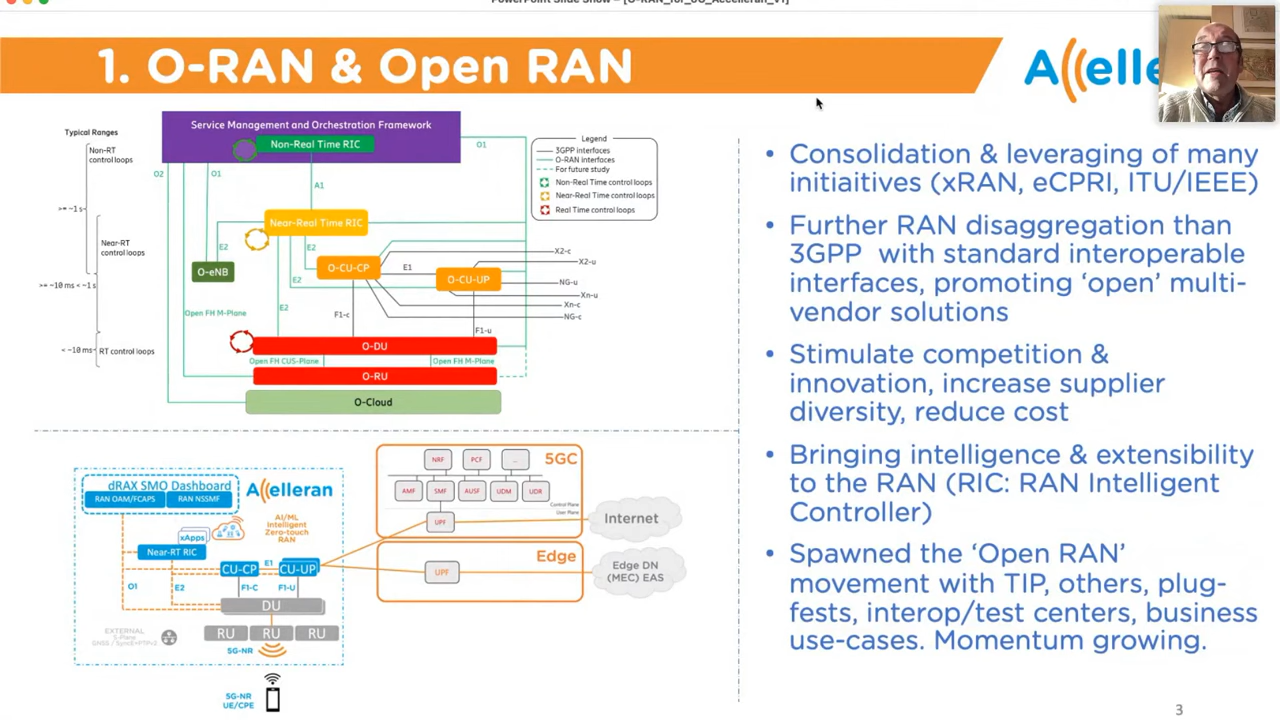 PowerPoint Slide Show – [O-RAN_for_5G_Accelleran_V1]
1. O-RAN & Open RAN
Typical Ranges
Non-RT
control loops
>= ~1s
Near-RT
control loops
>= ~10 ms < ~1 s
< ~10 ms
RT control loops
Service Management and Orchestration Framework
Non-Real Time RIC
O2
O1
O1
A1
Near-Real Time RIC
E2
E2
E2
E2
O-eNB
O-CU-CP
E1
O-CU-UP
X2-c
X2-u
NG-u
Xn-u
Xn-c
NG-c
Open FH M-Plane
F1-c
F1-u
O-DU
Open FH CUS-Plane
Open FH M-Plane
O-RU
O-Cloud
Legend
3GPP interfaces
O-RAN interfaces
For future study
Non-Real Time control loops
Near-Real Time control loops
Real Time control loops
dRAX SMO Dashboard
RAN OAM/FCAPS
RAN NSSMF
Accelleran
AI/ML
Intelligent
Zero-touch
RAN
xApps
Near-RT RIC
CU-CP
E1
CU-UP
O1
E2
F1-C
F1-U
DU
RU
RU
RU
EXTERNAL
5G-NR
5G-NR
UE/CPE
NRF
PCF
...
5GC
AMF
SMF
AUSF
UDM
UDR
Control Plane
User Plane
UPF
Internet
Edge
UPF
Edge DN
(MEC) EAS
• Consolidation & leveraging of many
initiaitives (xRAN, eCPRI, ITU/IEEE)
• Further RAN disaggregation than
3GPP with standard interoperable
interfaces, promoting ‘open’ multi-
vendor solutions
• Stimulate competition &
innovation, increase supplier
diversity, reduce cost
• Bringing intelligence & extensibility
to the RAN (RIC: RAN Intelligent
Controller)
• Spawned the ‘Open RAN’
movement with TIP, others, plug-
fests, interop/test centers, business
use-cases. Momentum growing.
3